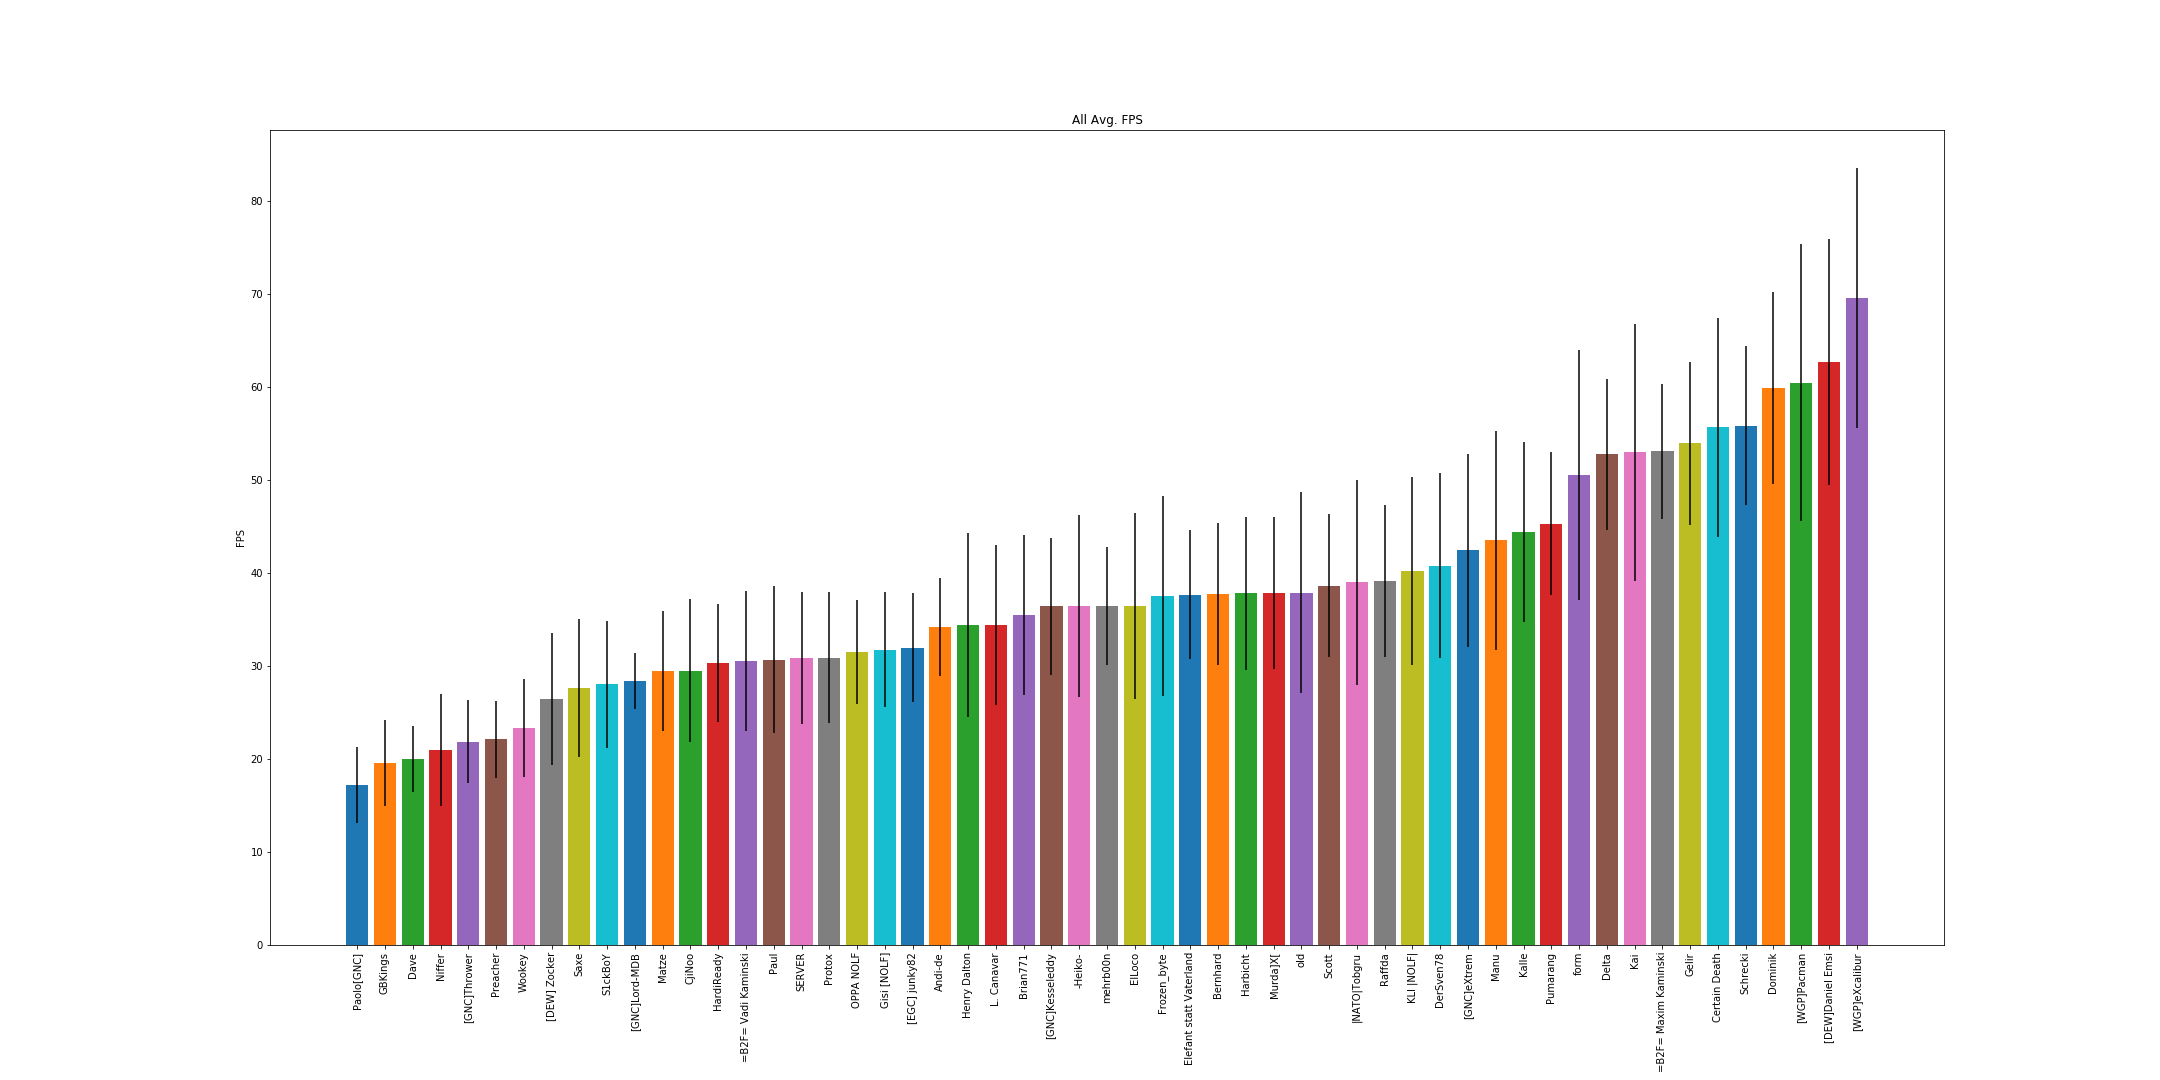 All Avg. FPS
FPS
80
70
60
50
40
30
20
10
0
Paolo[GNC]
GBKings
Dave
Niffer
[GNC]Thrower
Preacher
Wookey
[DEW] Zocker
Saxe
S1ckBoY
[GNC]Lord-MDB
Matze
CjiNoo
HardiReady
=B2F= Vadi Kaminski
Paul
SERVER
Protox
OPPA NOLF
Gisi [NOLF]
[EGC] junky82
Andi-de
Henry Dalton
L. Canavar
Brian771
[GNC]Kesseleddy
-Heiko-
mehrb00n
ElLoco
Frozen_byte
Elefant statt Vaterland
Bernhard
Harbicht
Murda]X[
old
Scott
|NATO|Tobgru
Raffda
KLI |NOLF|
DerSven78
[GNC]eXtrem
Manu
Kalle
Pumarang
form
Delta
Kai
=B2F= Maxim Kaminski
Gelir
Certain Death
Schrecki
Dominik
[WGP]Pacman
[DEW]Daniel Emsi
[WGP]eXcalibur